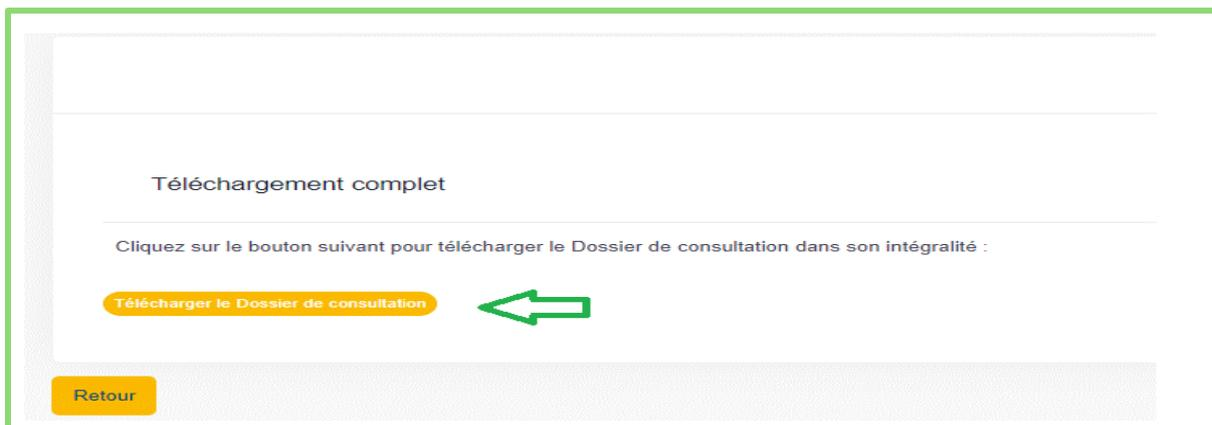 Téléchargement complet
Cliquez sur le bouton suivant pour télécharger le Dossier de consultation dans son intégralité :
Télécharger le Dossier de consultation
Retour